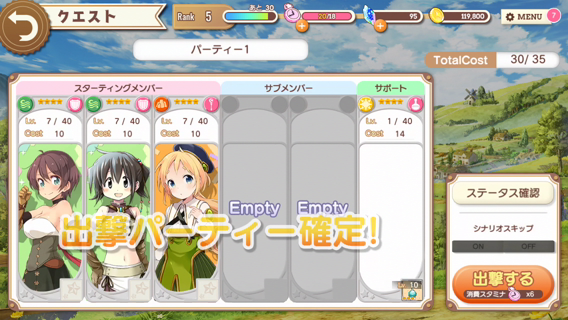 クエスト
Rank 5
あと 30
20/18
95
119,800
MENU
?
パーティー1
TotalCost 30/ 35
スターティングメンバー
サブメンバー
サポート
Lv. 7/ 40
Cost 10
Lv. 7/ 40
Cost 10
Lv. 7/ 40
Cost 10
Lv. 1/ 40
Cost 14
Empty
Empty
出撃パーティー確定!
Lv. 10
ステータス確認
シナリオスキップ
ON
OFF
出撃する
消費スタミナ x6